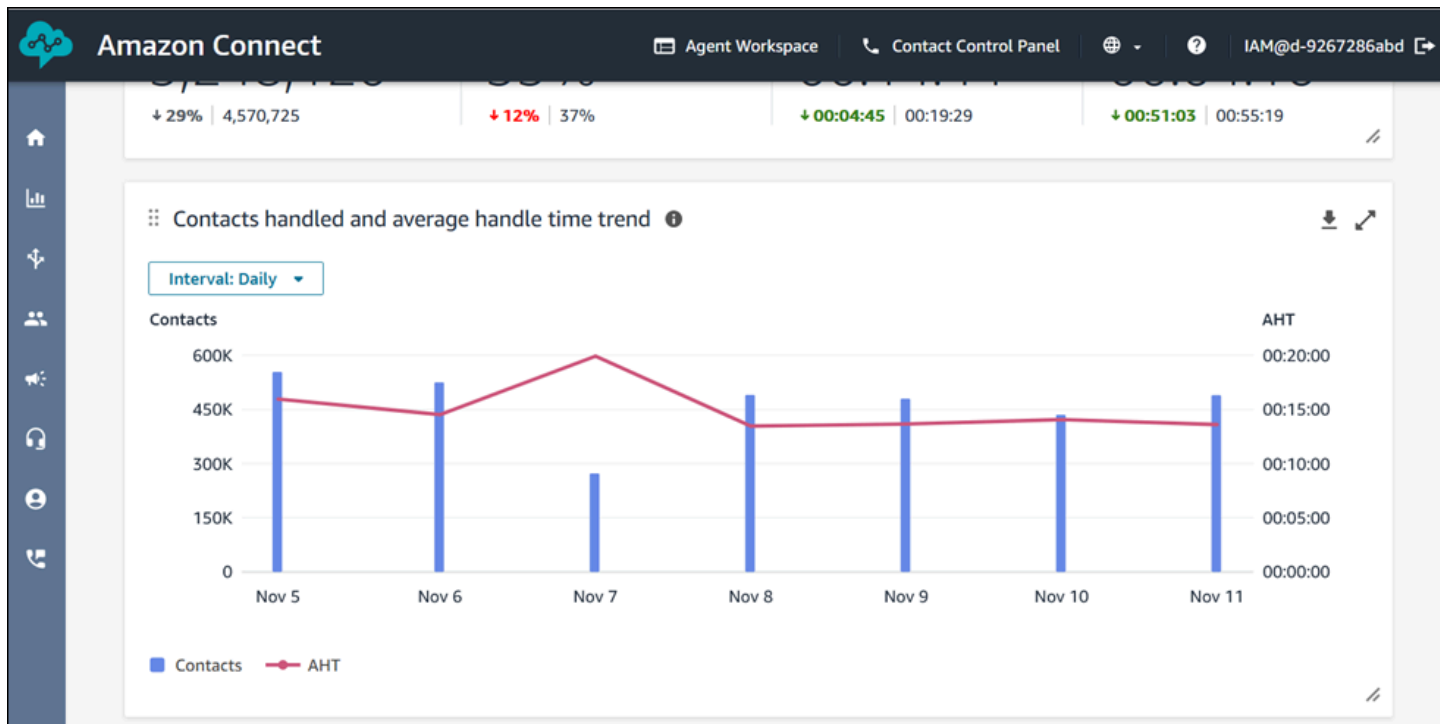 Amazon Connect
Agent Workspace
Contact Control Panel
IAM@d-9267286abd
29% 4,570,725
12% 37%
00:04:45 00:19:29
00:51:03 00:55:19
Contacts handled and average handle time trend
Interval: Daily
Contacts
AHT
600K
00:20:00
450K
00:15:00
300K
00:10:00
150K
00:05:00
0
00:00:00
Nov 5
Nov 6
Nov 7
Nov 8
Nov 9
Nov 10
Nov 11
Contacts
AHT